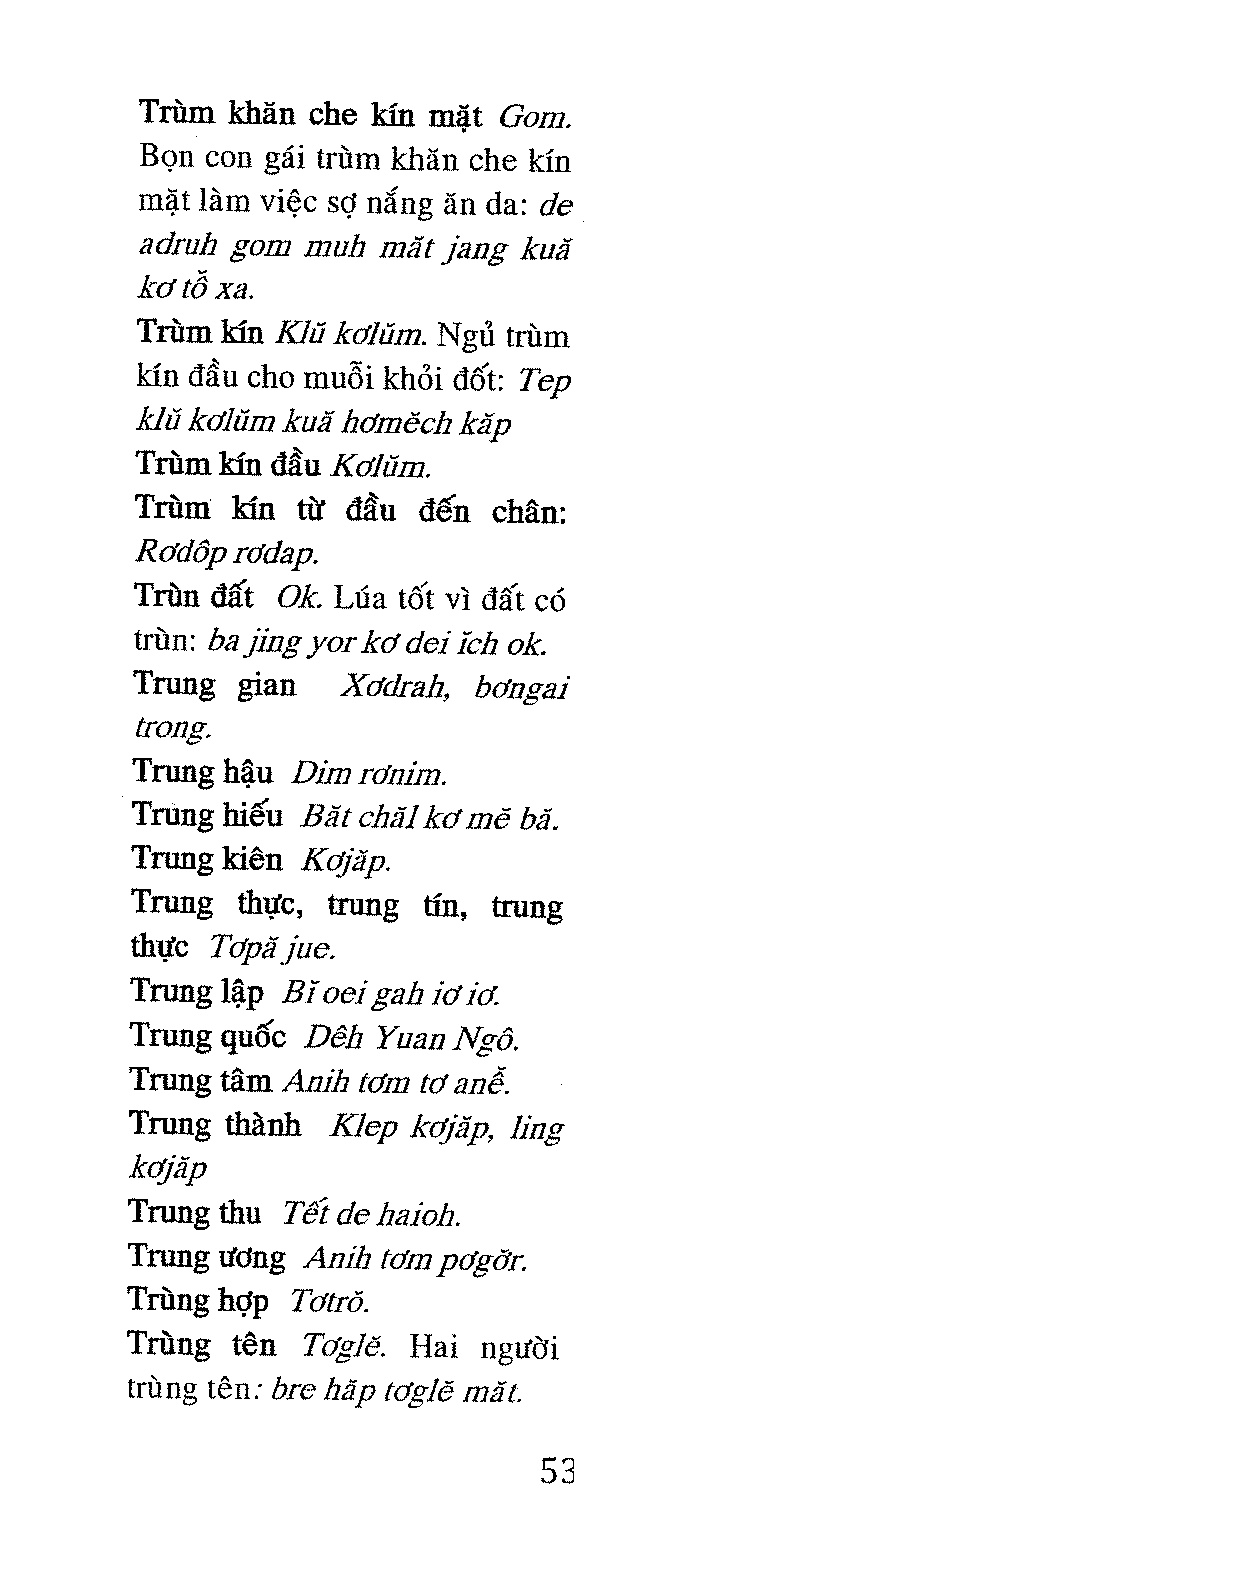 Trùm khăn che kín mặt Gom.
Bọn con gái trùm khăn che kín
mặt làm việc sợ nắng ăn da: de
adruh gom muh măt jang kuă
kơ tỗ̆ xa.
Trùm kín Klŭ kơlŭm. Ngủ trùm
kín đầu cho muỗi khỏi đốt: Tep
klŭ kơlŭm kuă hơmĕch kăp
Trùm kín đầu Kơlŭm.
Trùm kín từ đầu đến chân:
Rơdôp rơdap.
Trùn đất Ok. Lúa tốt vì đất có
trùn: ba jing yor kơ dei ĭch ok.
Trung gian Xơdrah, bơngai
trong.
Trung hậu Dim rơnim.
Trung hiếu Băt chăl kơ mĕ bă.
Trung kiên Kơjăp.
Trung thực, trung tín, trung
thực Tơpă jue.
Trung lập Bĭ oei gah iơ iơ.
Trung quốc Dêh Yuan Ngô.
Trung tâm Anih tơm tơ anê̆.
Trung thành Klep kơjăp, ling
kơjăp
Trung thu Tết de haioh.
Trung ương Anih tơm pơgơ̆r.
Trùng hợp Tơtrŏ.
Trùng tên Tơglĕ. Hai người
trùng tên: bre hăp tơglĕ măt.
53